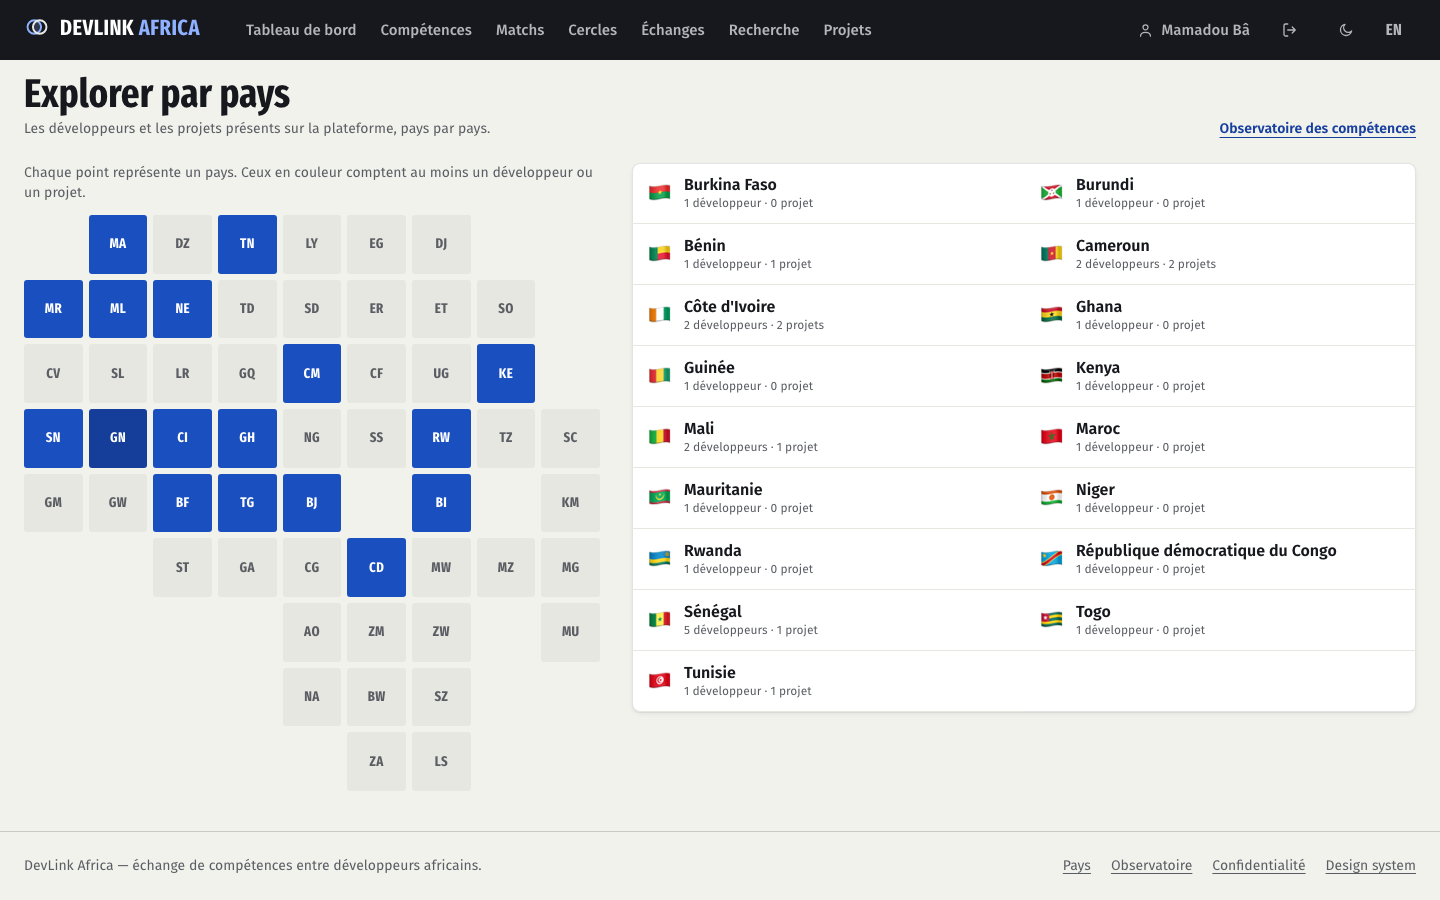 DEVLINK AFRICA
Tableau de bord
Compétences
Matchs
Cercles
Échanges
Recherche
Projets
Mamadou Bâ
EN
Explorer par pays
Les développeurs et les projets présents sur la plateforme, pays par pays.
Observatoire des compétences
Chaque point représente un pays. Ceux en couleur comptent au moins un développeur ou
un projet.
MA DZ TN LY EG DJ
MR ML NE TD SD ER ET SO
CV SL LR GQ CM CF UG KE
SN GN CI GH NG SS RW TZ SC
GM GW BF TG BJ BI KM
ST GA CG CD MW MZ MG
AO ZM ZW MU
NA BW SZ
ZA LS
Burkina Faso
1 développeur · 0 projet
Burundi
1 développeur · 0 projet
Bénin
1 développeur · 1 projet
Cameroun
2 développeurs · 2 projets
Côte d'Ivoire
2 développeurs · 2 projets
Ghana
1 développeur · 0 projet
Guinée
1 développeur · 0 projet
Kenya
1 développeur · 0 projet
Mali
2 développeurs · 1 projet
Maroc
1 développeur · 0 projet
Mauritanie
1 développeur · 0 projet
Niger
1 développeur · 0 projet
Rwanda
1 développeur · 0 projet
République démocratique du Congo
1 développeur · 0 projet
Sénégal
5 développeurs · 1 projet
Togo
1 développeur · 0 projet
Tunisie
1 développeur · 1 projet
DevLink Africa — échange de compétences entre développeurs africains.
Pays
Observatoire
Confidentialité
Design system